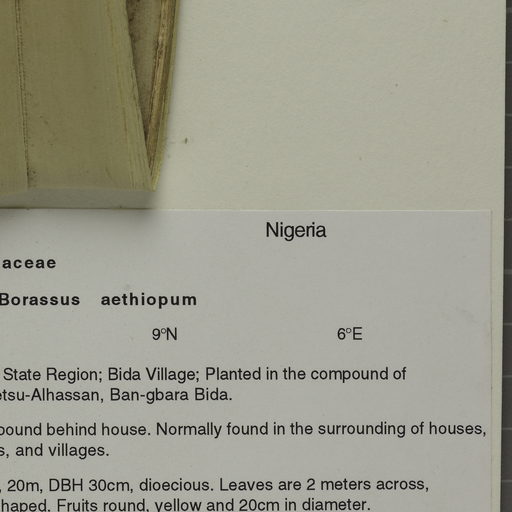 Nigeria
aceae
Borassus aethiopum
9°N 6°E
State Region; Bida Village; Planted in the compound of
etsu-Alhassan, Ban-gbara Bida.
pound behind house. Normally found in the surrounding of houses,
s, and villages.
, 20m, DBH 30cm, dioecious. Leaves are 2 meters across,
haped. Fruits round, yellow and 20cm in diameter.